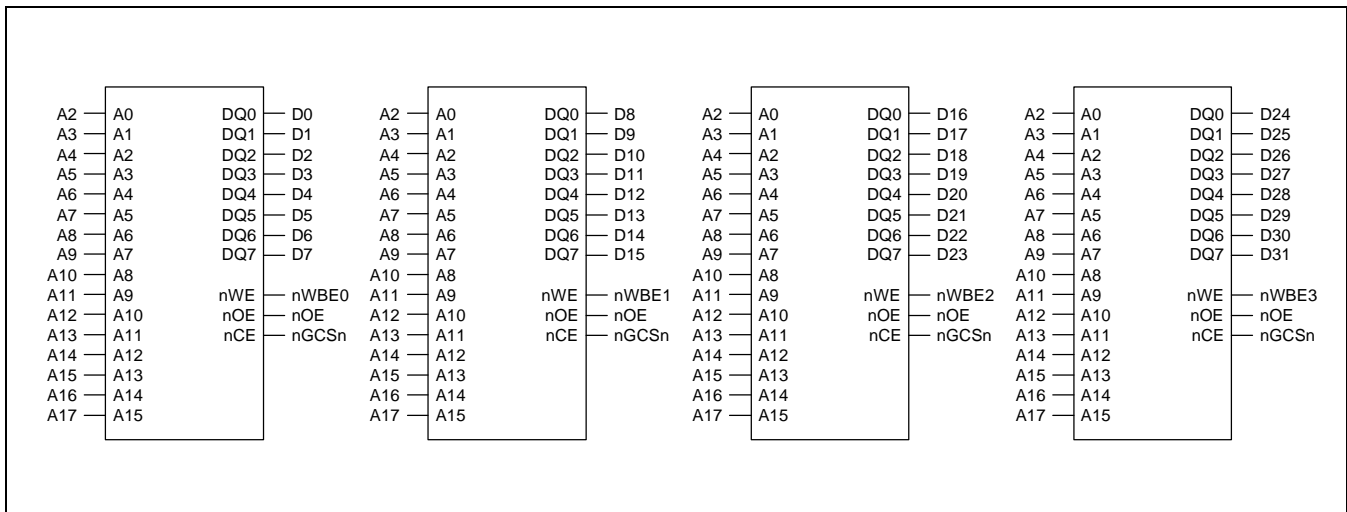 A2 A0 DQ0 D0 A2 A0 DQ0 D8 A2 A0 DQ0 D16 A2 A0 DQ0 D24
A3 A1 DQ1 D1 A3 A1 DQ1 D9 A3 A1 DQ1 D17 A3 A1 DQ1 D25
A4 A2 DQ2 D2 A4 A2 DQ2 D10 A4 A2 DQ2 D18 A4 A2 DQ2 D26
A5 A3 DQ3 D3 A5 A3 DQ3 D11 A5 A3 DQ3 D19 A5 A3 DQ3 D27
A6 A4 DQ4 D4 A6 A4 DQ4 D12 A6 A4 DQ4 D20 A6 A4 DQ4 D28
A7 A5 DQ5 D5 A7 A5 DQ5 D13 A7 A5 DQ5 D21 A7 A5 DQ5 D29
A8 A6 DQ6 D6 A8 A6 DQ6 D14 A8 A6 DQ6 D22 A8 A6 DQ6 D30
A9 A7 DQ7 D7 A9 A7 DQ7 D15 A9 A7 DQ7 D23 A9 A7 DQ7 D31
A10 A8 A10 A8 A10 A8 A10 A8
A11 A9 nWE nWBE0 A11 A9 nWE nWBE1 A11 A9 nWE nWBE2 A11 A9 nWE nWBE3
A12 A10 nOE nOE A12 A10 nOE nOE A12 A10 nOE nOE A12 A10 nOE nOE
A13 A11 nCE nGCSn A13 A11 nCE nGCSn A13 A11 nCE nGCSn A13 A11 nCE nGCSn
A14 A12 A14 A12 A14 A12 A14 A12
A15 A13 A15 A13 A15 A13 A15 A13
A16 A14 A16 A14 A16 A14 A16 A14
A17 A15 A17 A15 A17 A15 A17 A15